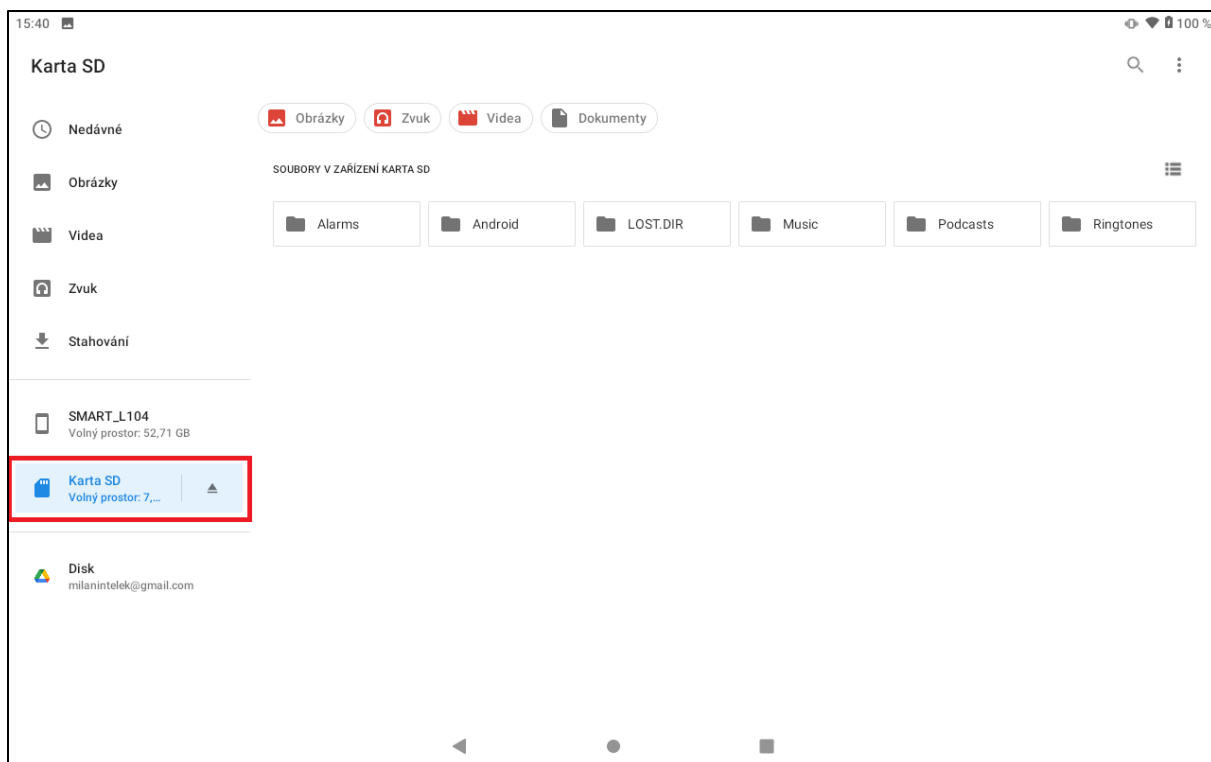 15:40
100 %
Karta SD
Nedávné
Obrázky
Videa
Zvuk
Stahování
SMART_L104
Volný prostor: 52,71 GB
Karta SD
Volný prostor: 7,...
Disk
milanintelek@gmail.com
Obrázky Zvuk Videa Dokumenty
SOUBORY V ZAŘÍZENÍ KARTA SD
Alarms Android LOST.DIR Music Podcasts Ringtones